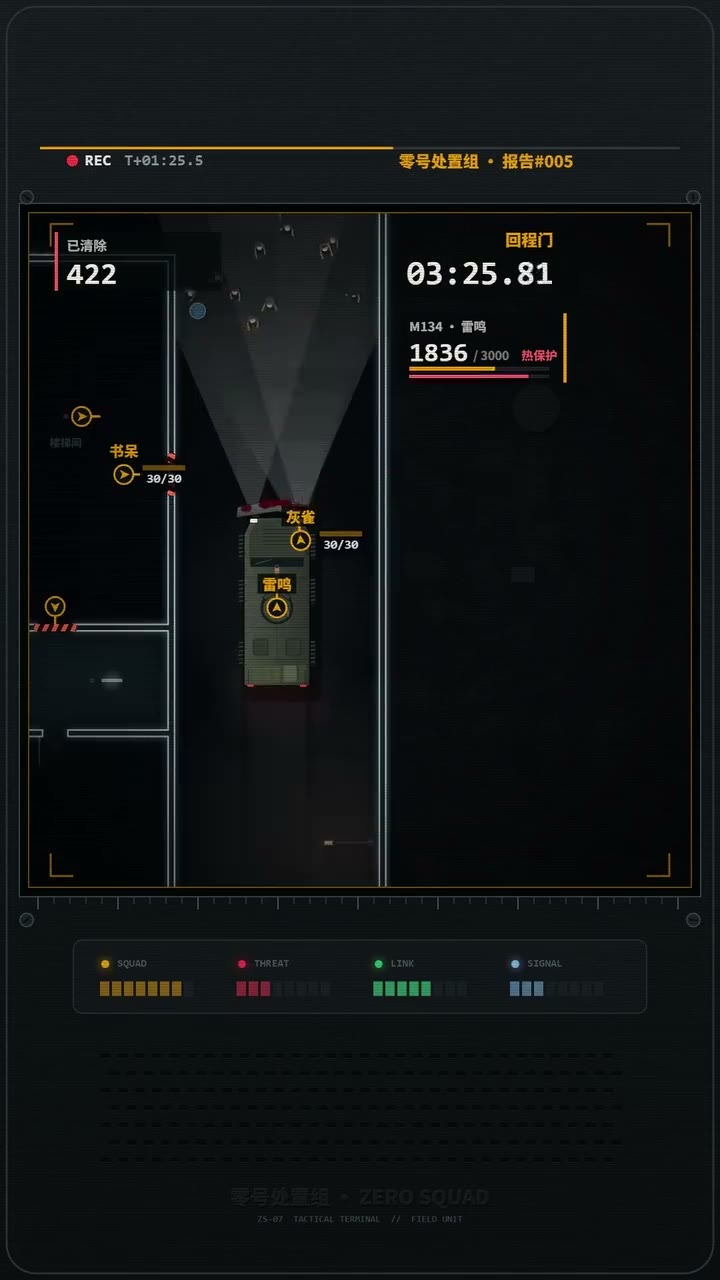 REC T+01:25.5
零号处置组 · 报告#005
已清除
422
回程门
03:25.81
M134 · 雷鸣
1836 / 3000 热保护
楼梯间
书呆
30/30
灰雀
30/30
雷鸣
SQUAD THREAT LINK SIGNAL
零号处置组 · ZERO SQUAD
ZS-07 TACTICAL TERMINAL // FIELD UNIT